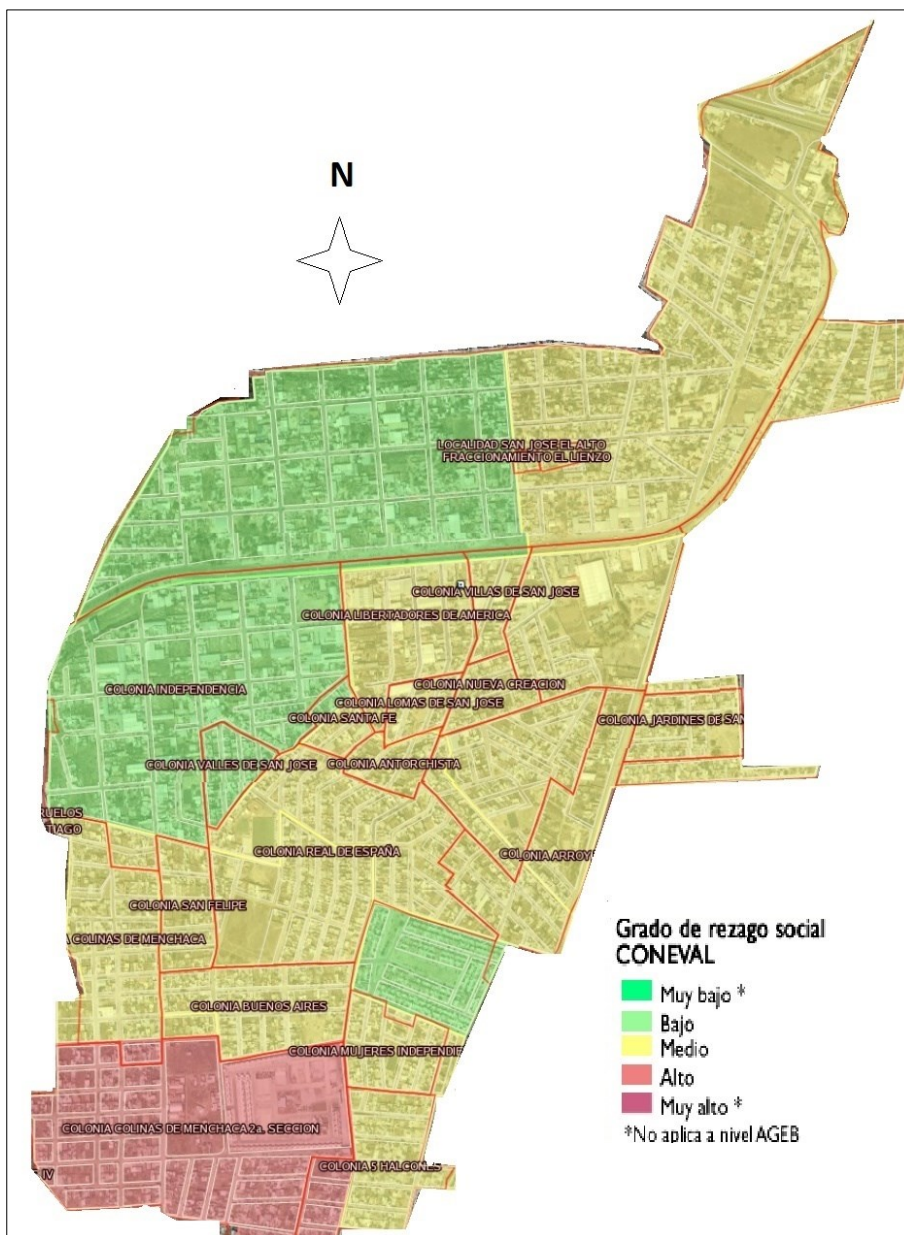 N
LOCALIDAD SAN JOSE EL ALTO
FRACCIONAMIENTO EL LIENZO
COLONIA VILLAS DE SAN JOSE
COLONIA LIBERTADORES DE AMERICA
COLONIA INDEPENDENCIA
COLONIA NUEVA CREACION
COLONIA LOMAS DE SAN JOSE
COLONIA SANTA FE
COLONIA JARDINES DE SAN
COLONIA VALLES DE SAN JOSE
COLONIA ANTORCHISTA
RUELOS
TIAGO
COLONIA REAL DE ESPAÑA
COLONIA ARROY
COLONIA SAN FELIPE
A COLINAS DE MENCHACA
COLONIA BUENOS AIRES
COLONIA MUJERES INDEPENDIE
COLONIA COLINAS DE MENCHACA 2a. SECCION
COLONIA 5 HALCONES
IV
Grado de rezago social
CONEVAL
Muy bajo *
Bajo
Medio
Alto
Muy alto *
*No aplica a nivel AGEB